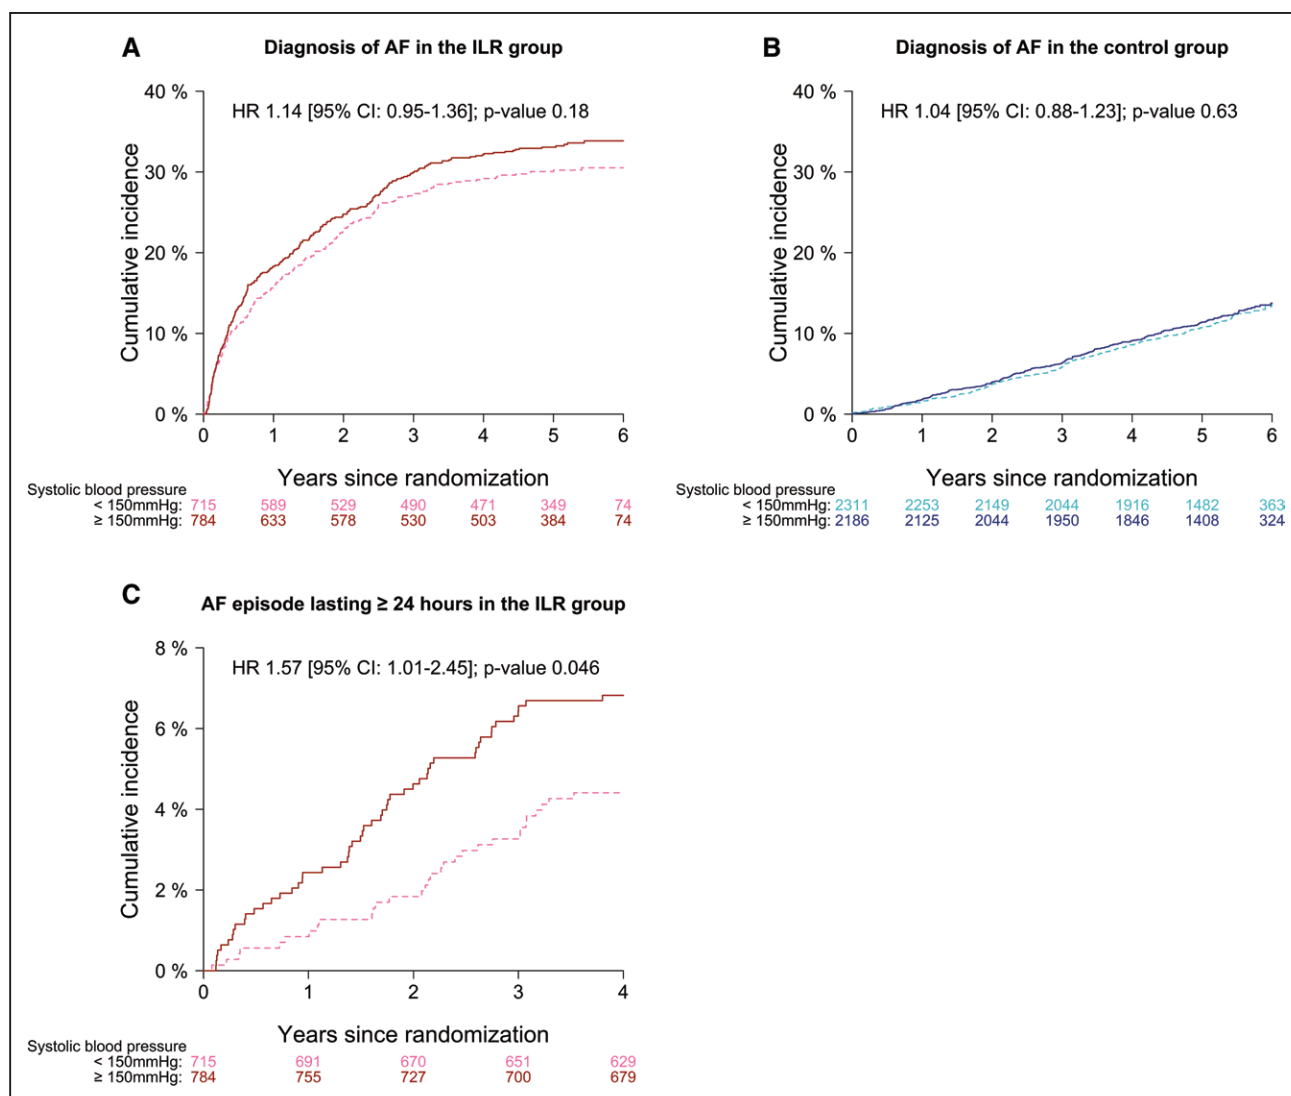 A
Diagnosis of AF in the ILR group
HR 1.14 [95% CI: 0.95-1.36]; p-value 0.18
Cumulative incidence
40 %
30 %
20 %
10 %
0 %
0 1 2 3 4 5 6
Years since randomization
Systolic blood pressure
< 150mmHg: 715 589 529 490 471 349 74
≥ 150mmHg: 784 633 578 530 503 384 74
B
Diagnosis of AF in the control group
HR 1.04 [95% CI: 0.88-1.23]; p-value 0.63
Cumulative incidence
40 %
30 %
20 %
10 %
0 %
0 1 2 3 4 5 6
Years since randomization
Systolic blood pressure
< 150mmHg: 2311 2253 2149 2044 1916 1482 363
≥ 150mmHg: 2186 2125 2044 1950 1846 1408 324
C
AF episode lasting ≥ 24 hours in the ILR group
HR 1.57 [95% CI: 1.01-2.45]; p-value 0.046
Cumulative incidence
8 %
6 %
4 %
2 %
0 %
0 1 2 3 4
Years since randomization
Systolic blood pressure
< 150mmHg: 715 691 670 651 629
≥ 150mmHg: 784 755 727 700 679